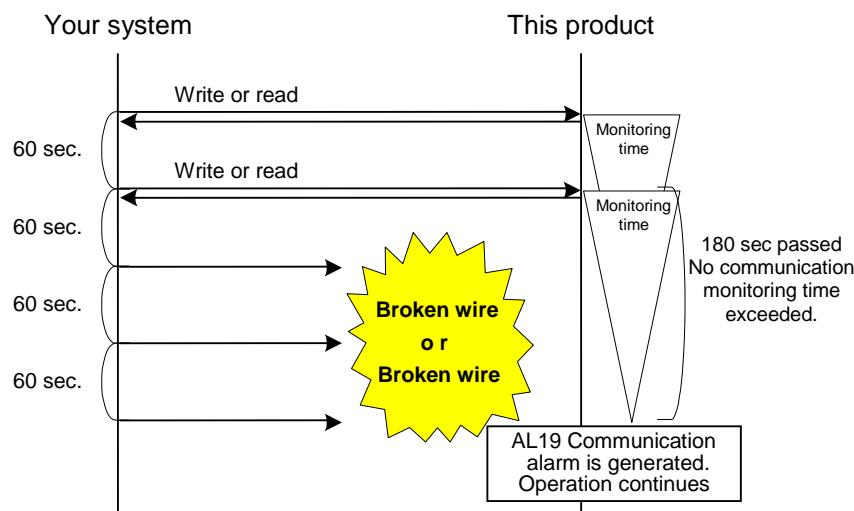 Your system
This product
Write or read
Monitoring
time
60 sec.
Write or read
Monitoring
time
60 sec.
180 sec passed
No communication
monitoring time
exceeded.
Broken wire
o r
Broken wire
60 sec.
60 sec.
AL19 Communication
alarm is generated.
Operation continues